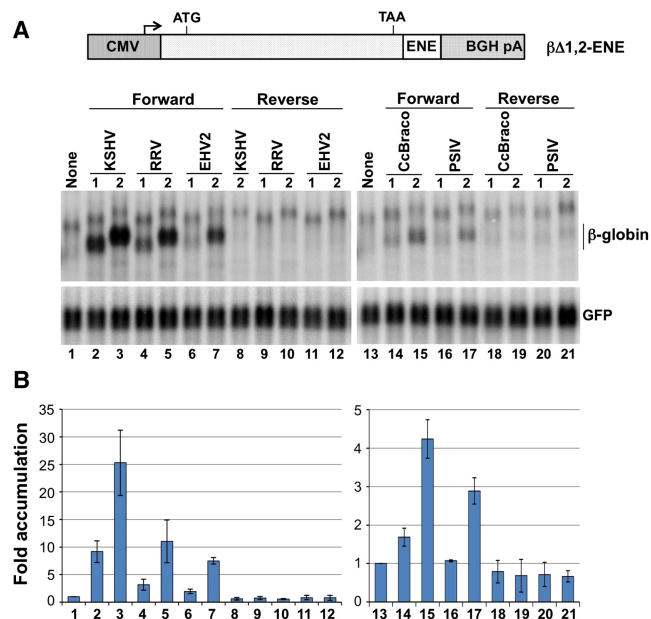 A
ATG TAA
CMV ENE BGH pA βΔ1,2-ENE
Forward Reverse Forward Reverse
None KSHV RRV EHV2 KSHV RRV EHV2 None CcBraco PSIV CcBraco PSIV
1 2 1 2 1 2 2 1 2 1 2 1 2 1 2 1 2 1 2
β-globin
GFP
1 2 3 4 5 6 7 8 9 10 11 12 13 14 15 16 17 18 19 20 21
B
Fold accumulation
35 5
30
25 4
20 3
15 2
10
5 1
0 0
1 2 3 4 5 6 7 8 9 10 11 12 13 14 15 16 17 18 19 20 21